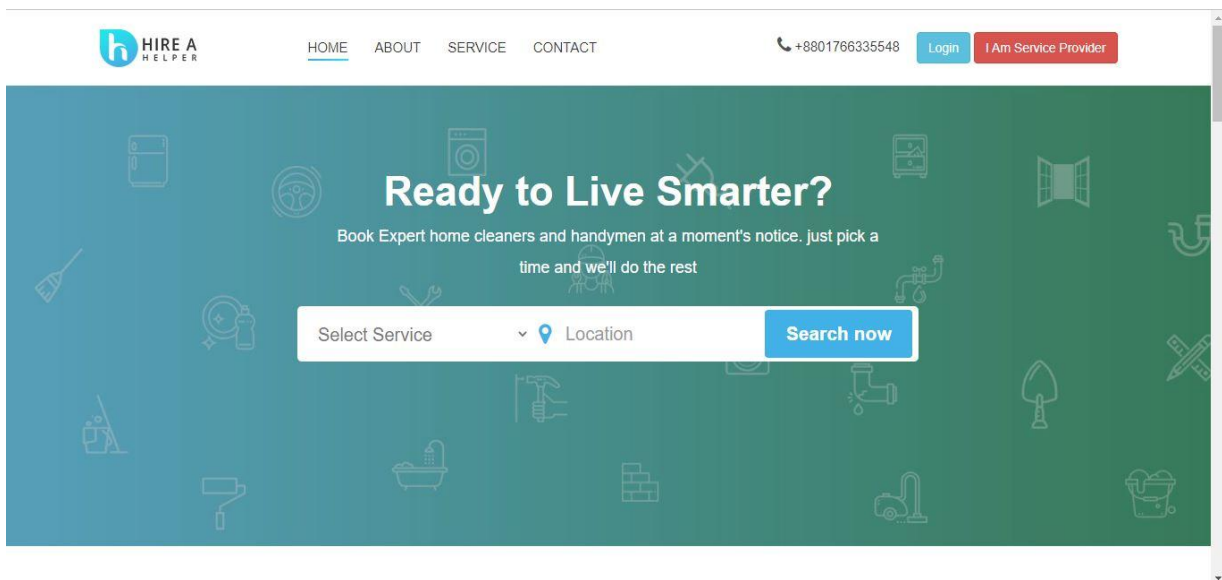 HIRE A
HELPER
HOME ABOUT SERVICE CONTACT
+8801766335548
Login
I Am Service Provider
Ready to Live Smarter?
Book Expert home cleaners and handymen at a moment's notice. just pick a
time and we'll do the rest
Select Service
Location
Search now